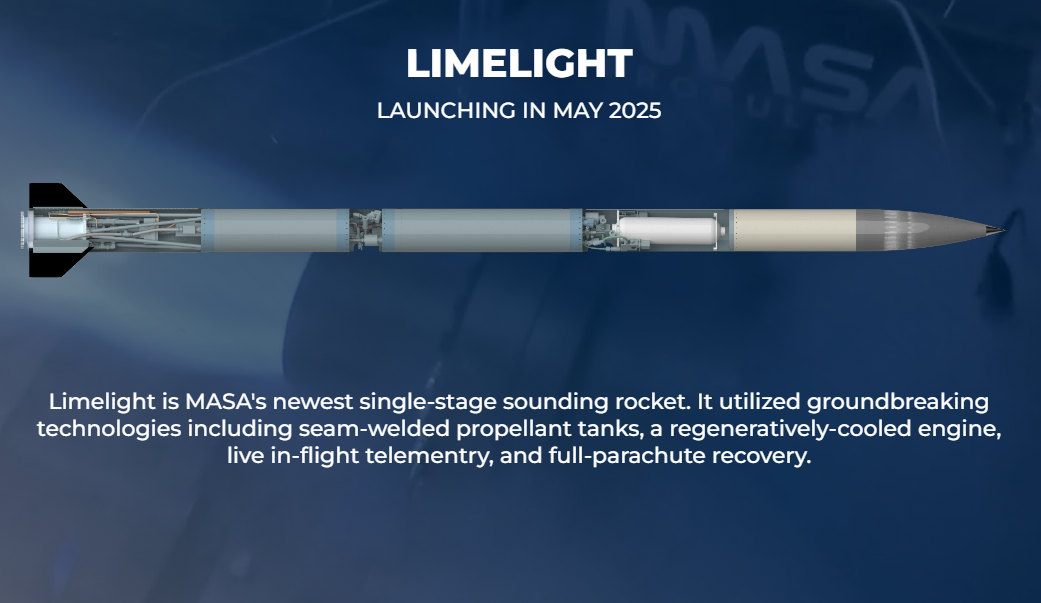 MASA
LIMELIGHT
LAUNCHING IN MAY 2025
Limelight is MASA's newest single-stage sounding rocket. It utilized groundbreaking
technologies including seam-welded propellant tanks, a regeneratively-cooled engine,
live in-flight telementry, and full-parachute recovery.